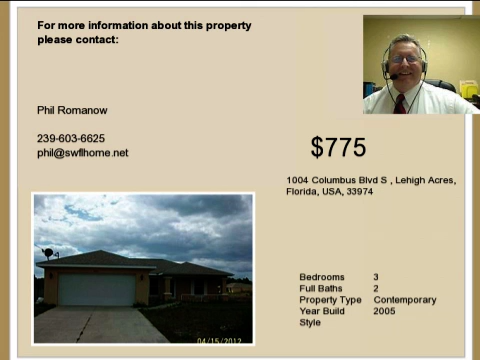 For more information about this property
please contact:
Phil Romanow
239-603-6625
phil@swflhome.net
$775
1004 Columbus Blvd S , Lehigh Acres,
Florida, USA, 33974
Bedrooms 3
Full Baths 2
Property Type Contemporary
Year Build 2005
Style
04/15/2012